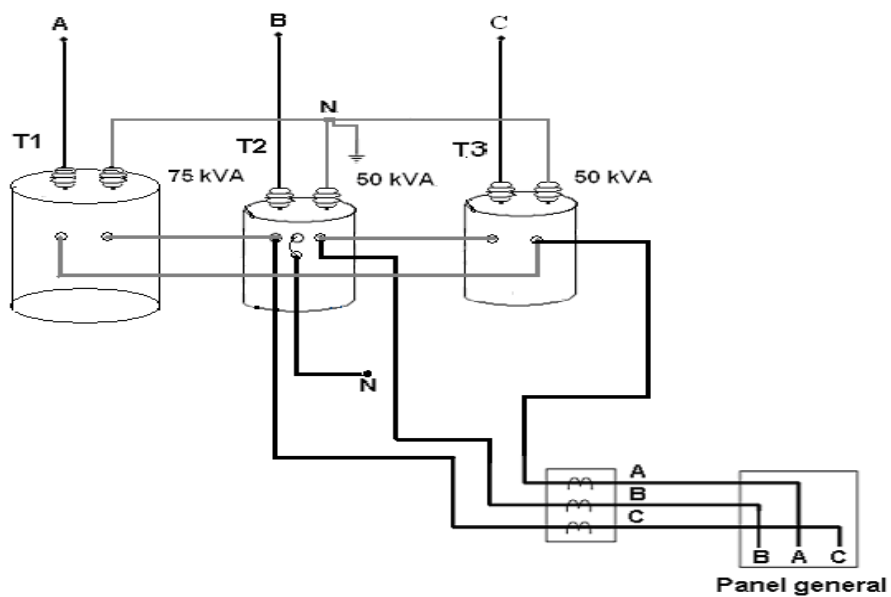 A
B
C
N
T1
T2
T3
75 kVA
50 kVA
50 kVA
N
A
B
C
B A C
Panel general